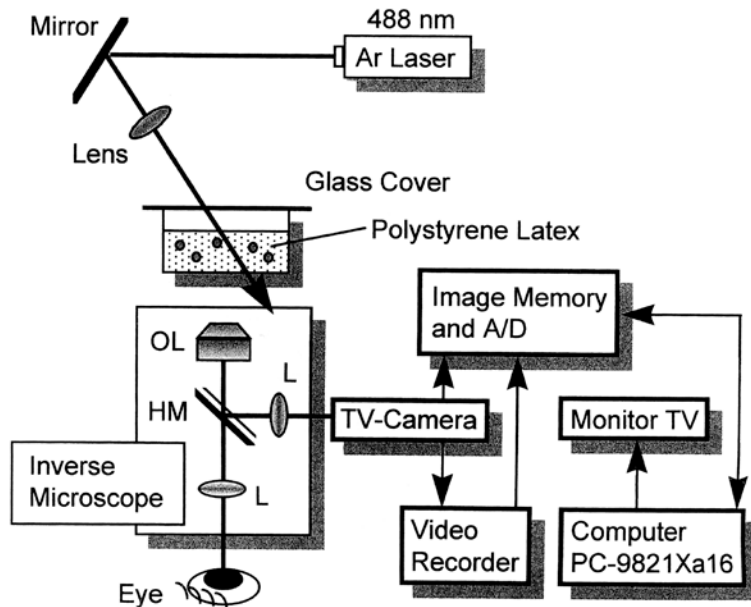 488 nm
Mirror
Ar Laser
Lens
Glass Cover
Polystyrene Latex
Image Memory
and A/D
OL
L
HM
TV-Camera
Monitor TV
Inverse
Microscope
L
Video
Recorder
Computer
PC-9821Xa16
Eye